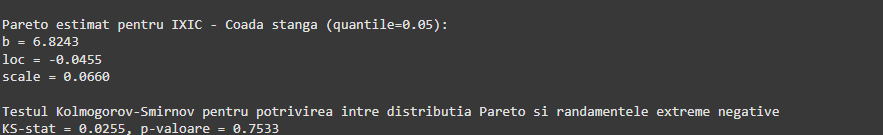 Pareto estimat pentru IXIC - Coada stanga (quantile=0.05):
b = 6.8243
loc = -0.0455
scale = 0.0660
Testul Kolmogorov-Smirnov pentru potrivirea intre distributia Pareto si randamentele extreme negative
KS-stat = 0.0255, p-valoare = 0.7533